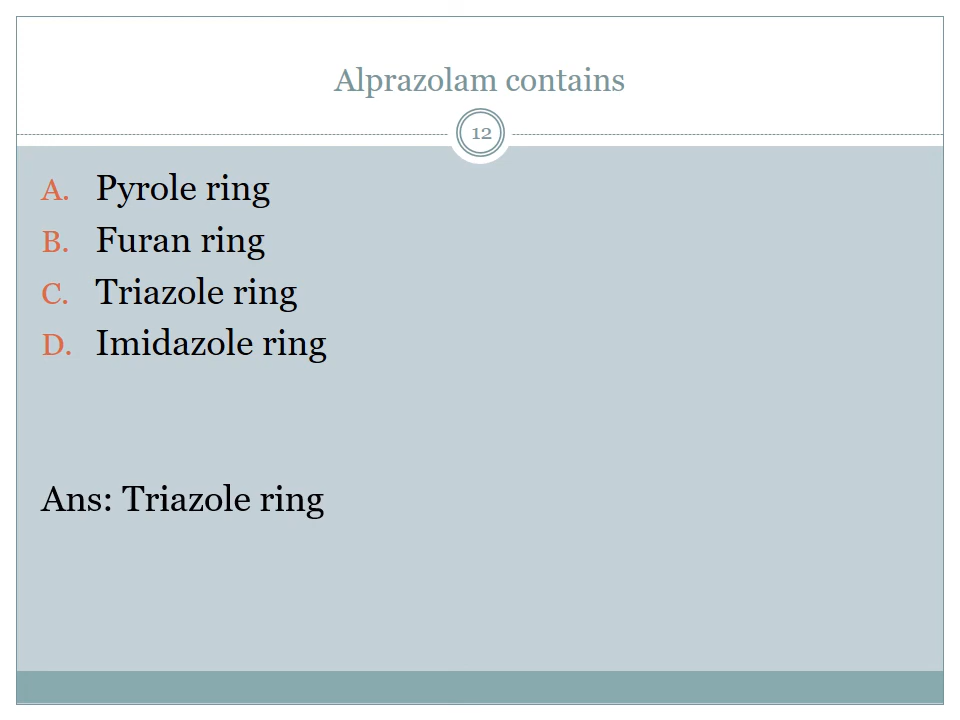 Alprazolam contains
12
A. Pyrole ring
B. Furan ring
C. Triazole ring
D. Imidazole ring
Ans: Triazole ring